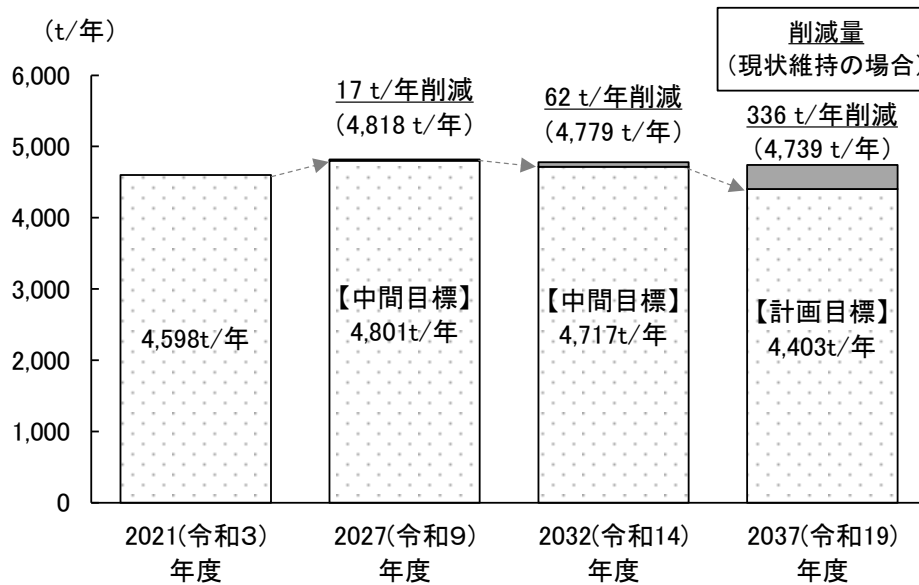 (t/年)
削減量
(現状維持の場合)
6,000
5,000
4,000
3,000
2,000
1,000
0
17 t/年削減
(4,818 t/年)
62 t/年削減
(4,779 t/年)
336 t/年削減
(4,739 t/年)
4,598t/年
【中間目標】
4,801t/年
【中間目標】
4,717t/年
【計画目標】
4,403t/年
2021(令和3)
年度
2027(令和9)
年度
2032(令和14)
年度
2037(令和19)
年度